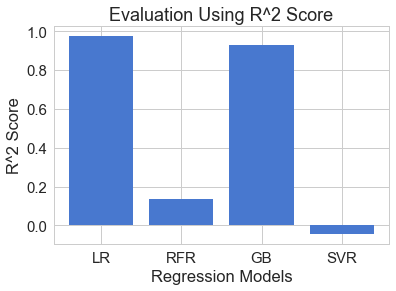 Evaluation Using R^2 Score
R^2 Score
1.0
0.8
0.6
0.4
0.2
0.0
LR RFR GB SVR
Regression Models